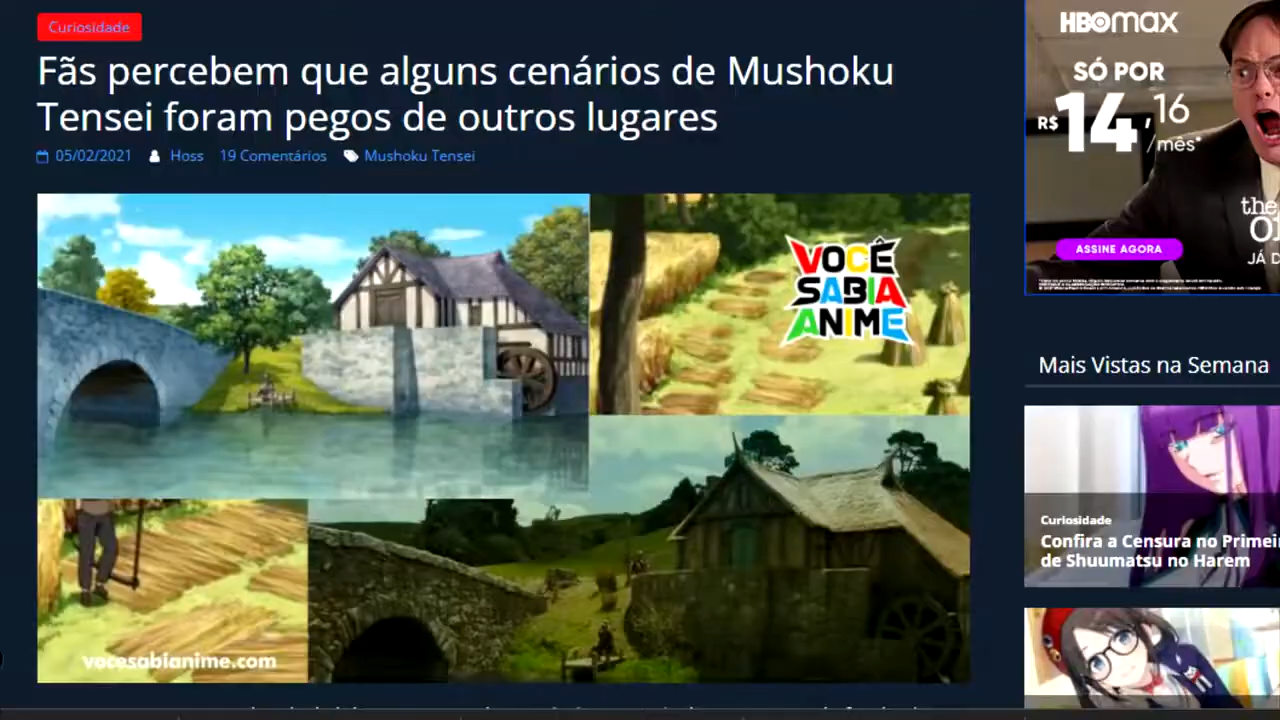 Curiosidade
Fãs percebem que alguns cenários de Mushoku
Tensei foram pegos de outros lugares
05/02/2021 Hoss 19 Comentários Mushoku Tensei
VOCÊ
SABIA
ANIME
vocesabianime.com
HBOMAX
SÓ POR
R$ 14,16
/mês*
the
ASSINE AGORA
Mais Vistas na Semana
Curiosidade
Confira a Censura no Primei
de Shuumatsu no Harem